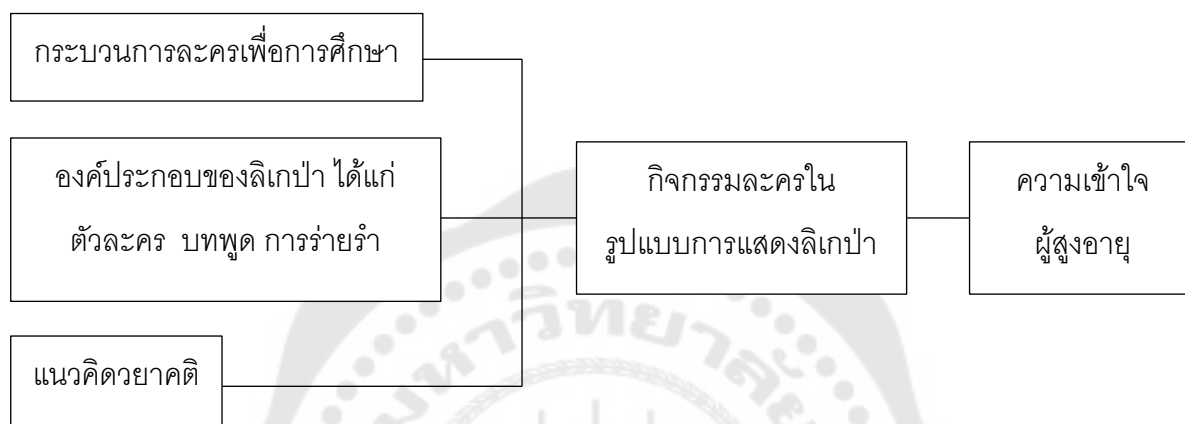 กระบวนการละครเพื่อการศึกษา
องค์ประกอบของลิเกป่า ได้แก่
ตัวละคร บทพูด การร่ายรำ
แนวคิดวยาคติ
กิจกรรมละครใน
รูปแบบการแสดงลิเกป่า
ความเข้าใจ
ผู้สูงอายุ